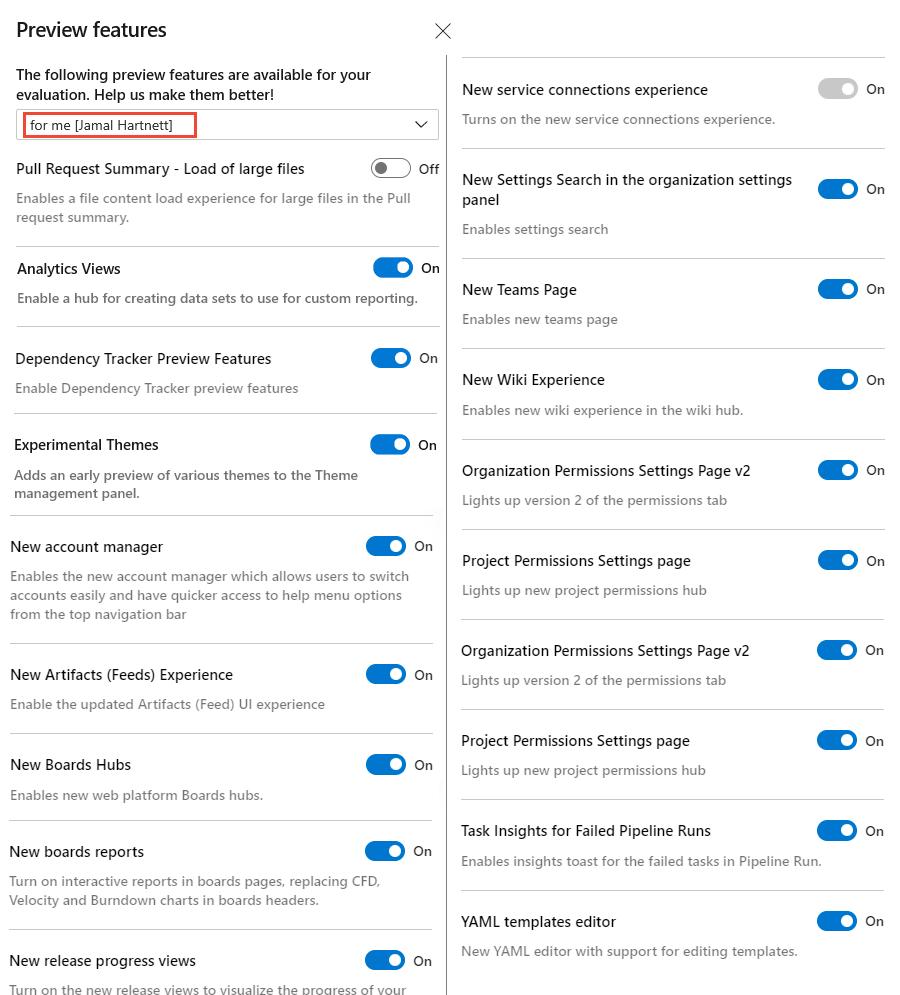 Preview features
The following preview features are available for your
evaluation. Help us make them better!
for me [Jamal Hartnett]
Pull Request Summary - Load of large files
Off
Enables a file content load experience for large files in the Pull
request summary.
Analytics Views
On
Enable a hub for creating data sets to use for custom reporting.
Dependency Tracker Preview Features
On
Enable Dependency Tracker preview features
Experimental Themes
On
Adds an early preview of various themes to the Theme
management panel.
New account manager
On
Enables the new account manager which allows users to switch
accounts easily and have quicker access to help menu options
from the top navigation bar
New Artifacts (Feeds) Experience
On
Enable the updated Artifacts (Feed) UI experience
New Boards Hubs
On
Enables new web platform Boards hubs.
New boards reports
On
Turn on interactive reports in boards pages, replacing CFD,
Velocity and Burndown charts in boards headers.
New release progress views
On
Turn on the new release views to visualize the progress of your
New service connections experience
On
Turns on the new service connections experience.
New Settings Search in the organization settings
panel
On
Enables settings search
New Teams Page
On
Enables new teams page
New Wiki Experience
On
Enables new wiki experience in the wiki hub.
Organization Permissions Settings Page v2
On
Lights up version 2 of the permissions tab
Project Permissions Settings page
On
Lights up new project permissions hub
Organization Permissions Settings Page v2
On
Lights up version 2 of the permissions tab
Project Permissions Settings page
On
Lights up new project permissions hub
Task Insights for Failed Pipeline Runs
On
Enables insights toast for the failed tasks in Pipeline Run.
YAML templates editor
On
New YAML editor with support for editing templates.